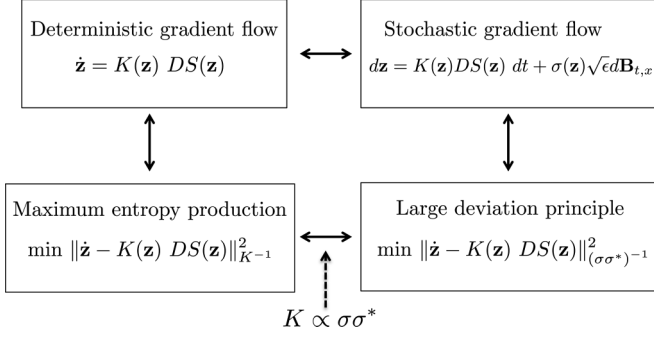 Deterministic gradient flow
ż = K(z) DS(z)
Stochastic gradient flow
dz = K(z)DS(z) dt + σ(z)√ϵdB_{t,x}
Maximum entropy production
min ‖ż − K(z) DS(z)‖²_{K⁻¹}
Large deviation principle
min ‖ż − K(z) DS(z)‖²_{(σσ*)⁻¹}
K ∝ σσ*